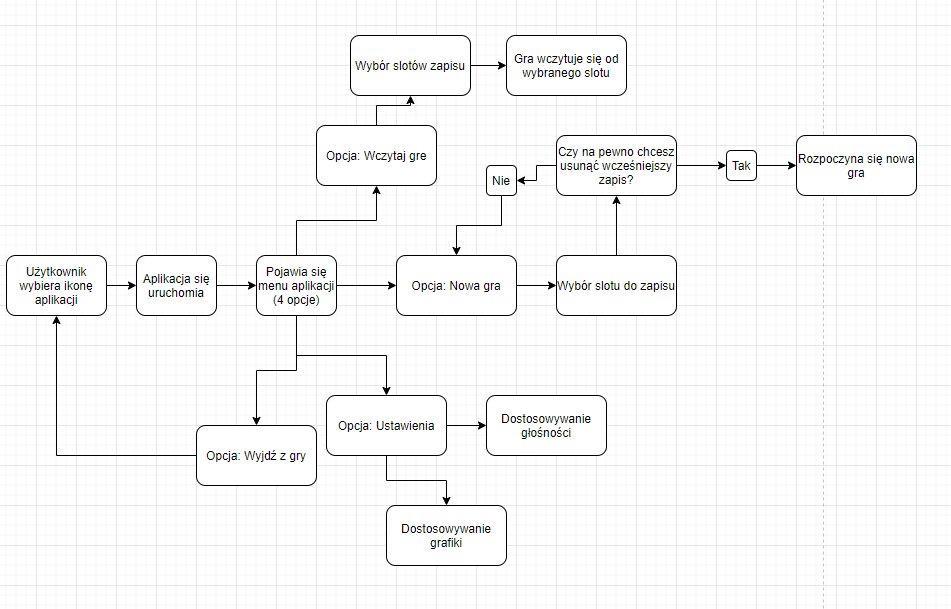 Wybór slotów zapisu
Gra wczytuje się od
wybranego slotu
Opcja: Wczytaj gre
Czy na pewno chcesz
usunąć wcześniejszy
zapis?
Nie
Tak
Rozpoczyna się nowa
gra
Użytkownik
wybiera ikonę
aplikacji
Aplikacja się
uruchomia
Pojawia się
menu aplikacji
(4 opcje)
Opcja: Nowa gra
Wybór slotu do zapisu
Opcja: Wyjdź z gry
Opcja: Ustawienia
Dostosowywanie
głośności
Dostosowywanie
grafiki